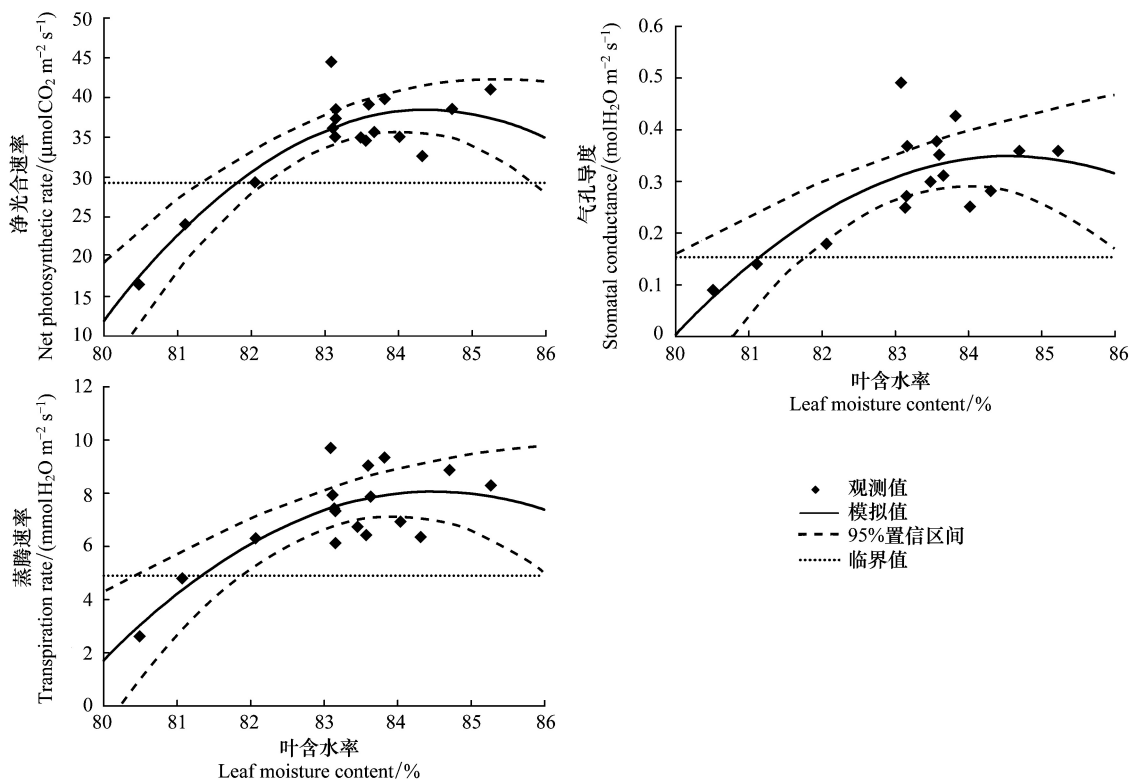 净光合速率
Net photosynthetic rate/(μmolCO₂ m⁻² s⁻¹)
50
45
40
35
30
25
20
15
10
80 81 82 83 84 85 86
气孔导度
Stomatal conductance/(molH₂O m⁻² s⁻¹)
0.6
0.5
0.4
0.3
0.2
0.1
0
80 81 82 83 84 85 86
叶含水率
Leaf moisture content/%
蒸腾速率
Transpiration rate/(mmolH₂O m⁻² s⁻¹)
12
10
8
6
4
2
0
80 81 82 83 84 85 86
叶含水率
Leaf moisture content/%
观测值
模拟值
95%置信区间
临界值